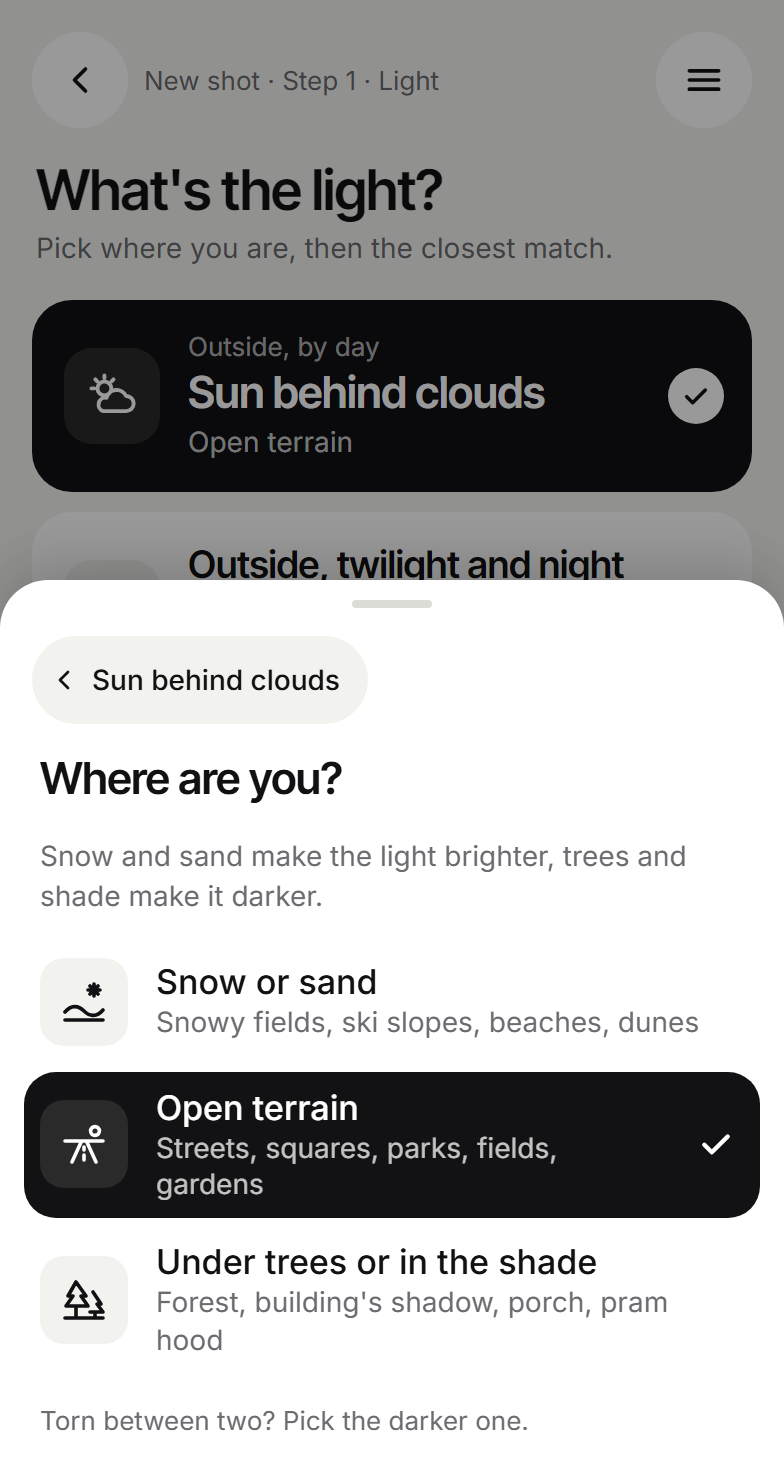 New shot · Step 1 · Light
What's the light?
Pick where you are, then the closest match.
Outside, by day
Sun behind clouds
Open terrain
Outside, twilight and night
Sun behind clouds
Where are you?
Snow and sand make the light brighter, trees and
shade make it darker.
Snow or sand
Snowy fields, ski slopes, beaches, dunes
Open terrain
Streets, squares, parks, fields,
gardens
Under trees or in the shade
Forest, building's shadow, porch, pram
hood
Torn between two? Pick the darker one.